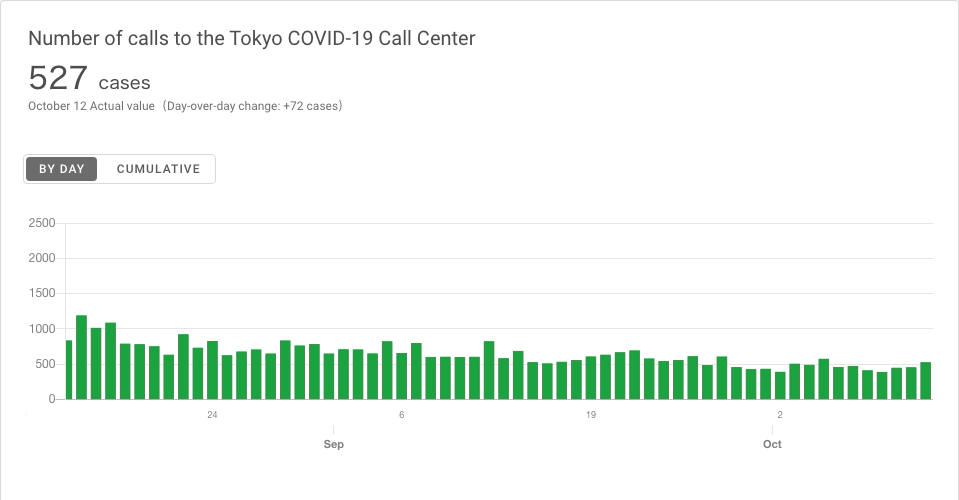 Number of calls to the Tokyo COVID-19 Call Center
527 cases
October 12 Actual value（Day-over-day change: +72 cases）
BY DAY CUMULATIVE
2500
2000
1500
1000
500
0
24 6 19 2
Sep Oct